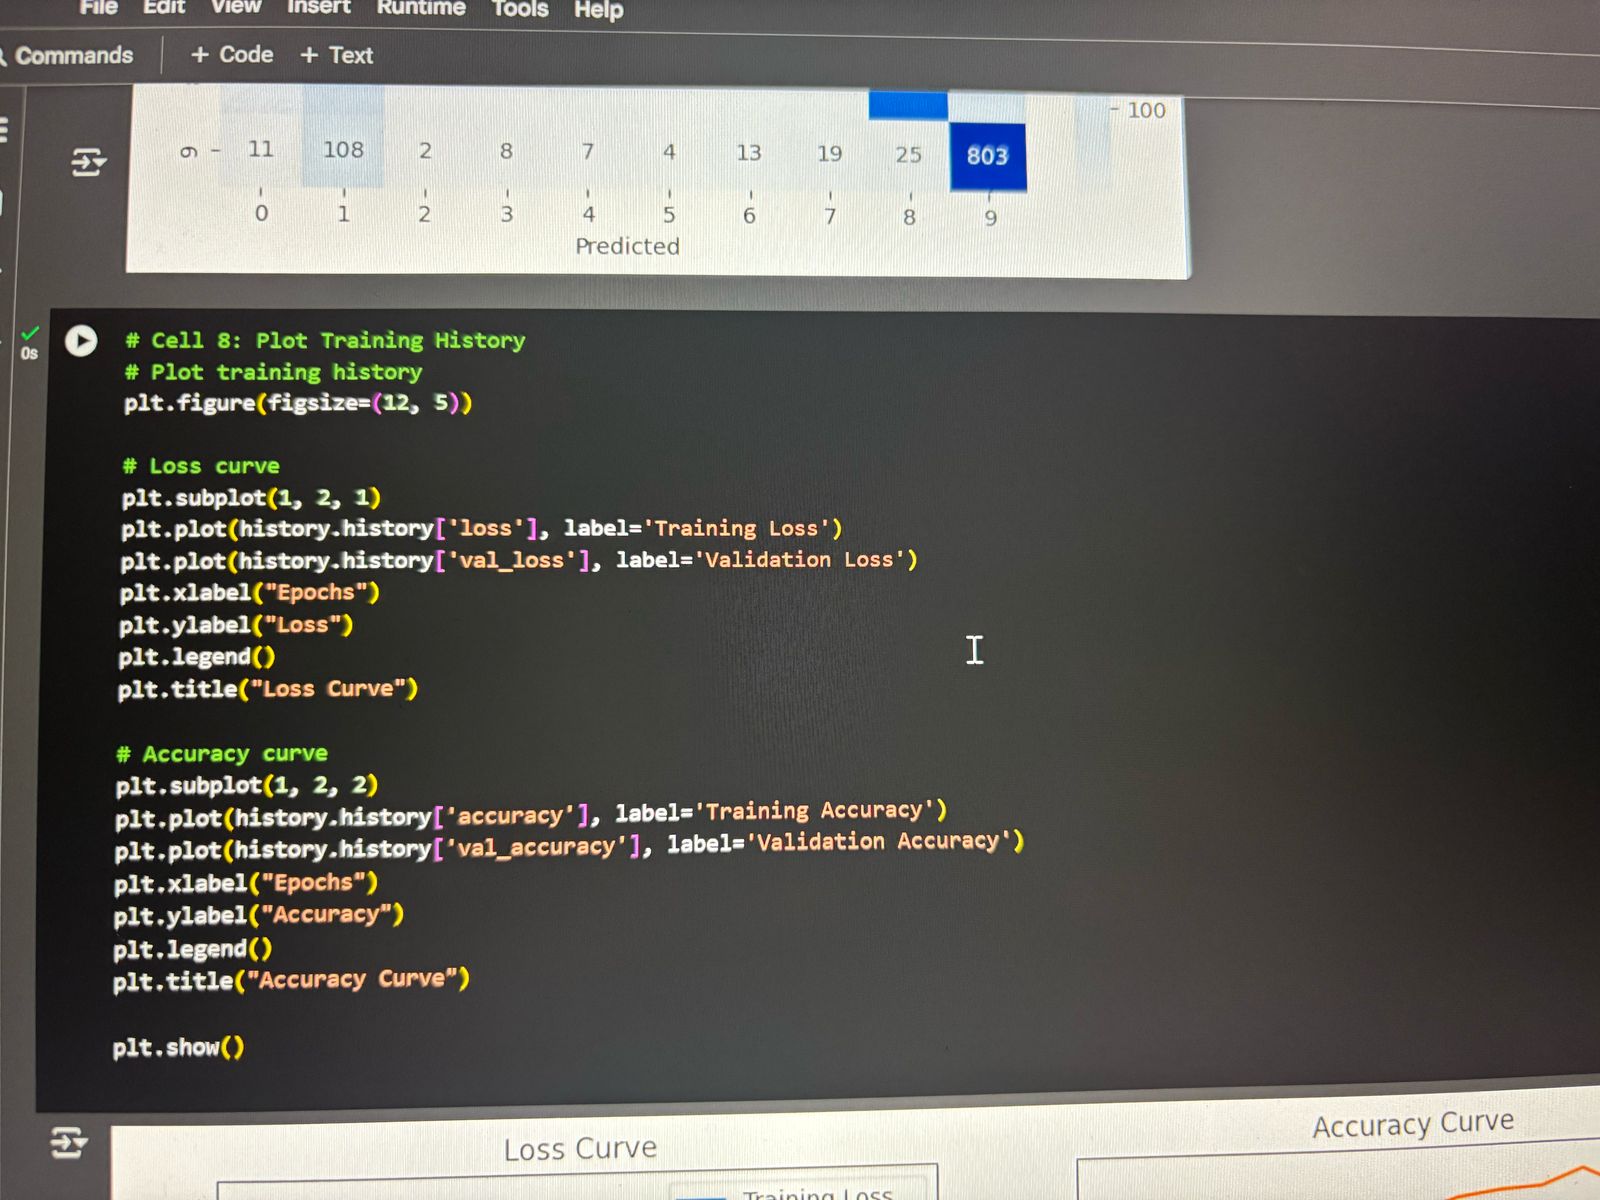 File Edit View Insert Runtime Tools Help
Commands + Code + Text
100
9 - 11 108 2 8 7 4 13 19 25 803
0 1 2 3 4 5 6 7 8 9
Predicted
0s
# Cell 8: Plot Training History
# Plot training history
plt.figure(figsize=(12, 5))
# Loss curve
plt.subplot(1, 2, 1)
plt.plot(history.history['loss'], label='Training Loss')
plt.plot(history.history['val_loss'], label='Validation Loss')
plt.xlabel("Epochs")
plt.ylabel("Loss")
plt.legend()
plt.title("Loss Curve")
# Accuracy curve
plt.subplot(1, 2, 2)
plt.plot(history.history['accuracy'], label='Training Accuracy')
plt.plot(history.history['val_accuracy'], label='Validation Accuracy')
plt.xlabel("Epochs")
plt.ylabel("Accuracy")
plt.legend()
plt.title("Accuracy Curve")
plt.show()
Loss Curve Accuracy Curve
Training Loss